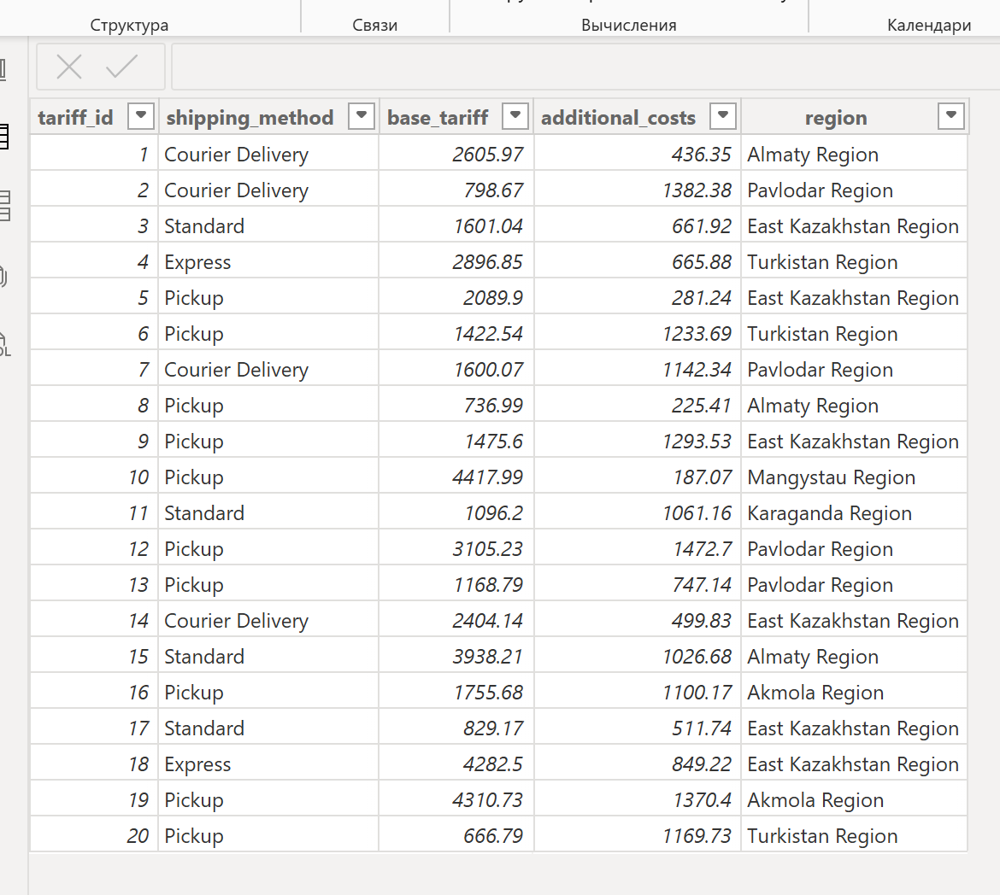 Структура Связи Вычисления Календари
tariff_id shipping_method base_tariff additional_costs region
1 Courier Delivery 2605.97 436.35 Almaty Region
2 Courier Delivery 798.67 1382.38 Pavlodar Region
3 Standard 1601.04 661.92 East Kazakhstan Region
4 Express 2896.85 665.88 Turkistan Region
5 Pickup 2089.9 281.24 East Kazakhstan Region
6 Pickup 1422.54 1233.69 Turkistan Region
7 Courier Delivery 1600.07 1142.34 Pavlodar Region
8 Pickup 736.99 225.41 Almaty Region
9 Pickup 1475.6 1293.53 East Kazakhstan Region
10 Pickup 4417.99 187.07 Mangystau Region
11 Standard 1096.2 1061.16 Karaganda Region
12 Pickup 3105.23 1472.7 Pavlodar Region
13 Pickup 1168.79 747.14 Pavlodar Region
14 Courier Delivery 2404.14 499.83 East Kazakhstan Region
15 Standard 3938.21 1026.68 Almaty Region
16 Pickup 1755.68 1100.17 Akmola Region
17 Standard 829.17 511.74 East Kazakhstan Region
18 Express 4282.5 849.22 East Kazakhstan Region
19 Pickup 4310.73 1370.4 Akmola Region
20 Pickup 666.79 1169.73 Turkistan Region